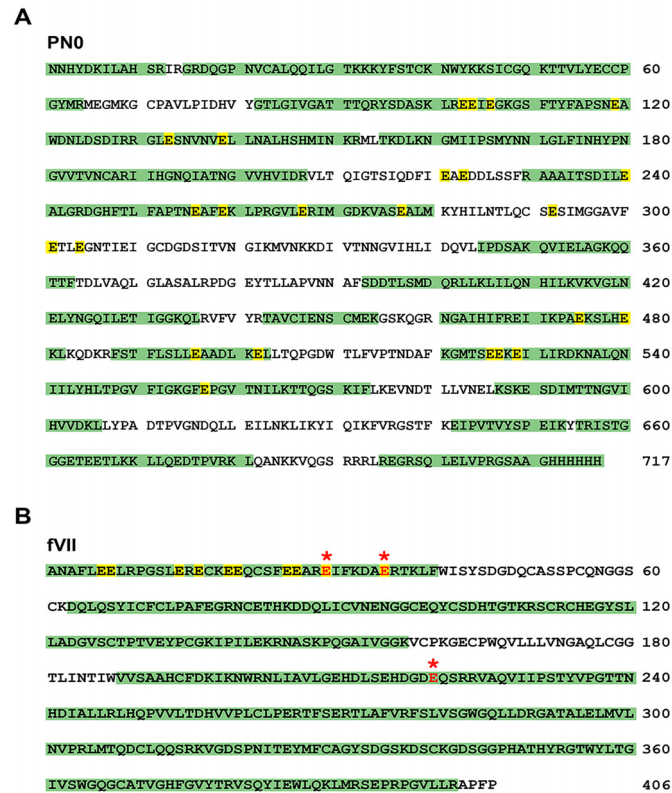 A
PN0
NNHYDKILAHS SRIRGRDQGP NVCALQQILG TKKKYFSTCK NWYKKSICGQ KTTVLYECCP 60
GYMRMEGMKG CPAVLPIDHV YGTLGIVGAT TTQRYSDASK LREEIEGKGS FTYFAPSNEA 120
WDNLDSDIRR GLESNVNVEL LNALHSHMIN KRMLTKDLKN GMIIPSMYNN LGLFINHYPN 180
GVVTVNCARI IHGNQIATNG VVHVIDRVLT QIGTSIQDFI EAEDDLSSFR AAAITSDILE 240
ALGRDGHFTL FAPTNEAFEK LPRGVLERIM GDKVASEALM KYHILNTLQC SESIMGGAVF 300
ETLEGNTIEI GCDGDSITVN GIKMVNKKDI VTNNGVIHLI DQVLIPDSAK QVIELAGKQQ 360
TTFTDLVAQL GLASALRPDG EYTLLAPVNN AFSDDTLSMD QRLLKLILQN HILKVKVGLN 420
ELYNGQILET IGGKQLRVFV YRTAVCIENS CMEKGSKQGR NGAIHIFREI IKPAEKSLHE 480
KLKQDKRFST FLSLLEAADL KELLTQPGDW TLFVPTNDAF KGMTSEEKEI LIRDKNALQN 540
IILYHLTPGV FIGKGFEPGV TNILKTTQGS KIFLKEVNDT LLVNELKSKE SDIMTTNGVI 600
HVVDKLLYPA DTPVGNDQLL EILNKLIKYI QIKFVRGSTF KEIPVTVYSP EIKYTRISTG 660
GGETEETLKK LLQEDTPVRK LQANKKVQGS RRRLREGRSQ LELVPRGSAA GHHHHHH 717
B
fVII
* *
ANAFLEELRPGSLERECKEEQCSFEEAREIFKDAERTKLFWISYSDGDQCASSPCQNGGS 60
CKDQLQSYICFCLPAFEGRNCETHKDDQLICVNENGGCEQYCSDHTGTKRSCRCHEGYSL 120
LADGVSCTPTVEYPCGKIPILEKRNASKPQGAIVGGKVCPKGECPWQVLLLVNGAQLCGG 180
*
TLINTIWVVSAAHCFDKIKNWRNLIAVLGEHDLSEHDGDEQSRRVAQVIIPSTYVPGTTN 240
HDIALLRLHQPVVLTDHVVPLCLPERTFSERTLAFVRFSLVSGWGQLLDRGATALELMVL 300
NVPRLMTQDCLQQSRKVGDSPNITEYMFCAGYSDGSKDSCKGDSGGPHATHYRGTWYLTG 360
IVSWGQGCATVGHFGVYTRVSQYIEWLQKLMRSEPRPGVLLRAPFP 406